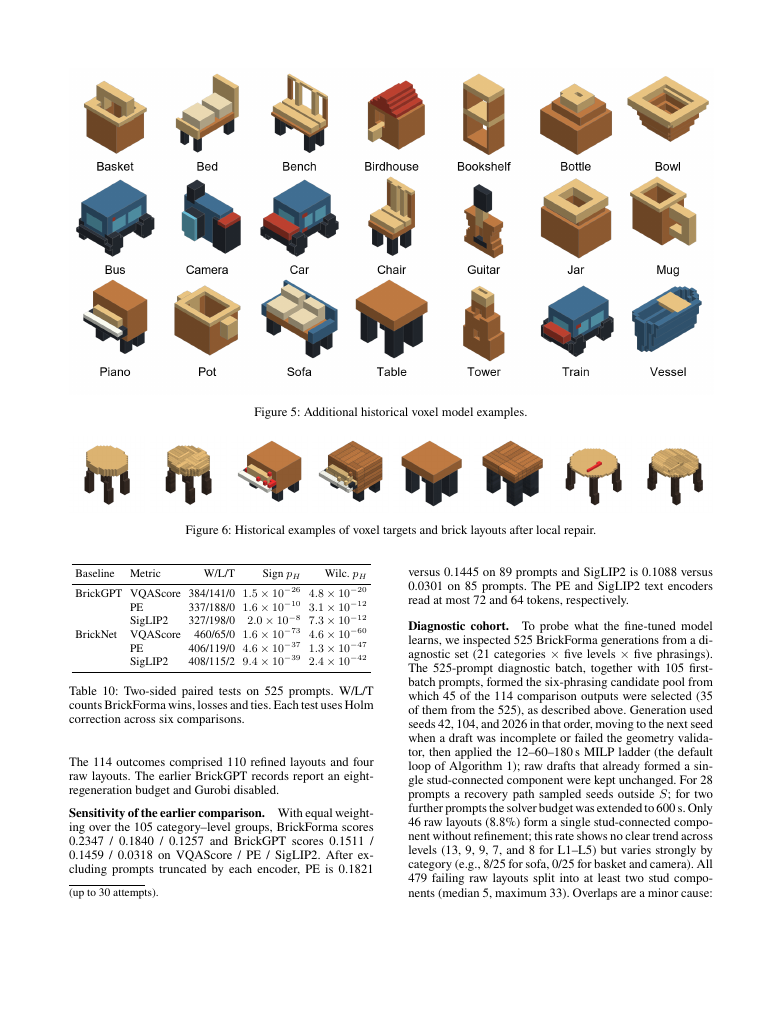 Basket Bed Bench Birdhouse Bookshelf Bottle Bowl
Bus Camera Car Chair Guitar Jar Mug
Piano Pot Sofa Table Tower Train Vessel
Figure 5: Additional historical voxel model examples.
Figure 6: Historical examples of voxel targets and brick layouts after local repair.
Baseline Metric W/L/T Sign p_H Wilc. p_H
BrickGPT VQAScore 384/141/0 1.5 × 10^−26 4.8 × 10^−20
PE 337/188/0 1.6 × 10^−10 3.1 × 10^−12
SigLIP2 327/198/0 2.0 × 10^−8 7.3 × 10^−12
BrickNet VQAScore 460/65/0 1.6 × 10^−73 4.6 × 10^−60
PE 406/119/0 4.6 × 10^−37 1.3 × 10^−47
SigLIP2 408/115/2 9.4 × 10^−39 2.4 × 10^−42
Table 10: Two-sided paired tests on 525 prompts. W/L/T
counts BrickForma wins, losses and ties. Each test uses Holm
correction across six comparisons.
The 114 outcomes comprised 110 refined layouts and four
raw layouts. The earlier BrickGPT records report an eight-
regeneration budget and Gurobi disabled.
Sensitivity of the earlier comparison. With equal weight-
ing over the 105 category–level groups, BrickForma scores
0.2347 / 0.1840 / 0.1257 and BrickGPT scores 0.1511 /
0.1459 / 0.0318 on VQAScore / PE / SigLIP2. After ex-
cluding prompts truncated by each encoder, PE is 0.1821
(up to 30 attempts).
versus 0.1445 on 89 prompts and SigLIP2 is 0.1088 versus
0.0301 on 85 prompts. The PE and SigLIP2 text encoders
read at most 72 and 64 tokens, respectively.
Diagnostic cohort. To probe what the fine-tuned model
learns, we inspected 525 BrickForma generations from a di-
agnostic set (21 categories × five levels × five phrasings).
The 525-prompt diagnostic batch, together with 105 first-
batch prompts, formed the six-phrasing candidate pool from
which 45 of the 114 comparison outputs were selected (35
of them from the 525), as described above. Generation used
seeds 42, 104, and 2026 in that order, moving to the next seed
when a draft was incomplete or failed the geometry valida-
tor, then applied the 12–60–180 s MILP ladder (the default
loop of Algorithm 1); raw drafts that already formed a sin-
gle stud-connected component were kept unchanged. For 28
prompts a recovery path sampled seeds outside S; for two
further prompts the solver budget was extended to 600 s. Only
46 raw layouts (8.8%) form a single stud-connected compo-
nent without refinement; this rate shows no clear trend across
levels (13, 9, 9, 7, and 8 for L1–L5) but varies strongly by
category (e.g., 8/25 for sofa, 0/25 for basket and camera). All
479 failing raw layouts split into at least two stud compo-
nents (median 5, maximum 33). Overlaps are a minor cause: